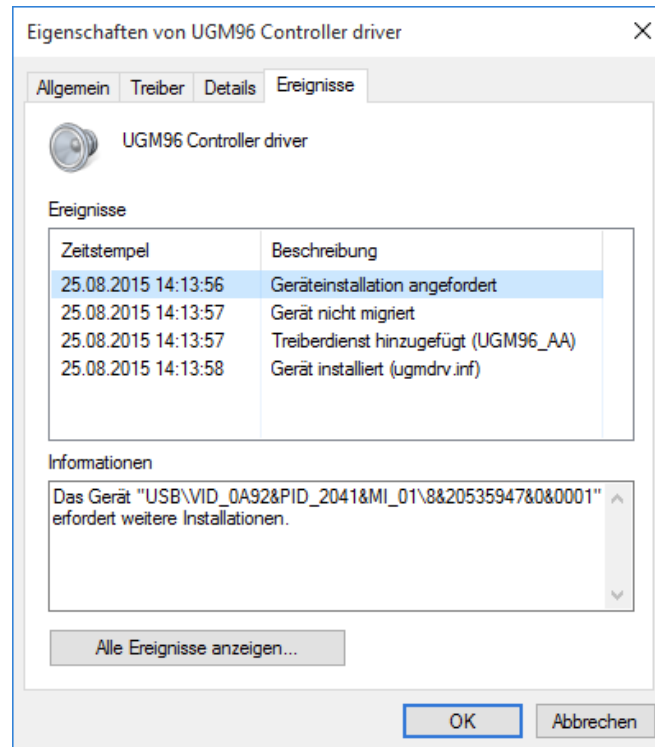 Eigenschaften von UGM96 Controller driver
Allgemein Treiber Details Ereignisse
UGM96 Controller driver
Ereignisse
Zeitstempel Beschreibung
25.08.2015 14:13:56 Geräteinstallation angefordert
25.08.2015 14:13:57 Gerät nicht migriert
25.08.2015 14:13:57 Treiberdienst hinzugefügt (UGM96_AA)
25.08.2015 14:13:58 Gerät installiert (ugmdrv.inf)
Informationen
Das Gerät "USB\VID_0A92&PID_2041&MI_01\8&20535947&0&0001"
erfordert weitere Installationen.
Alle Ereignisse anzeigen...
OK Abbrechen